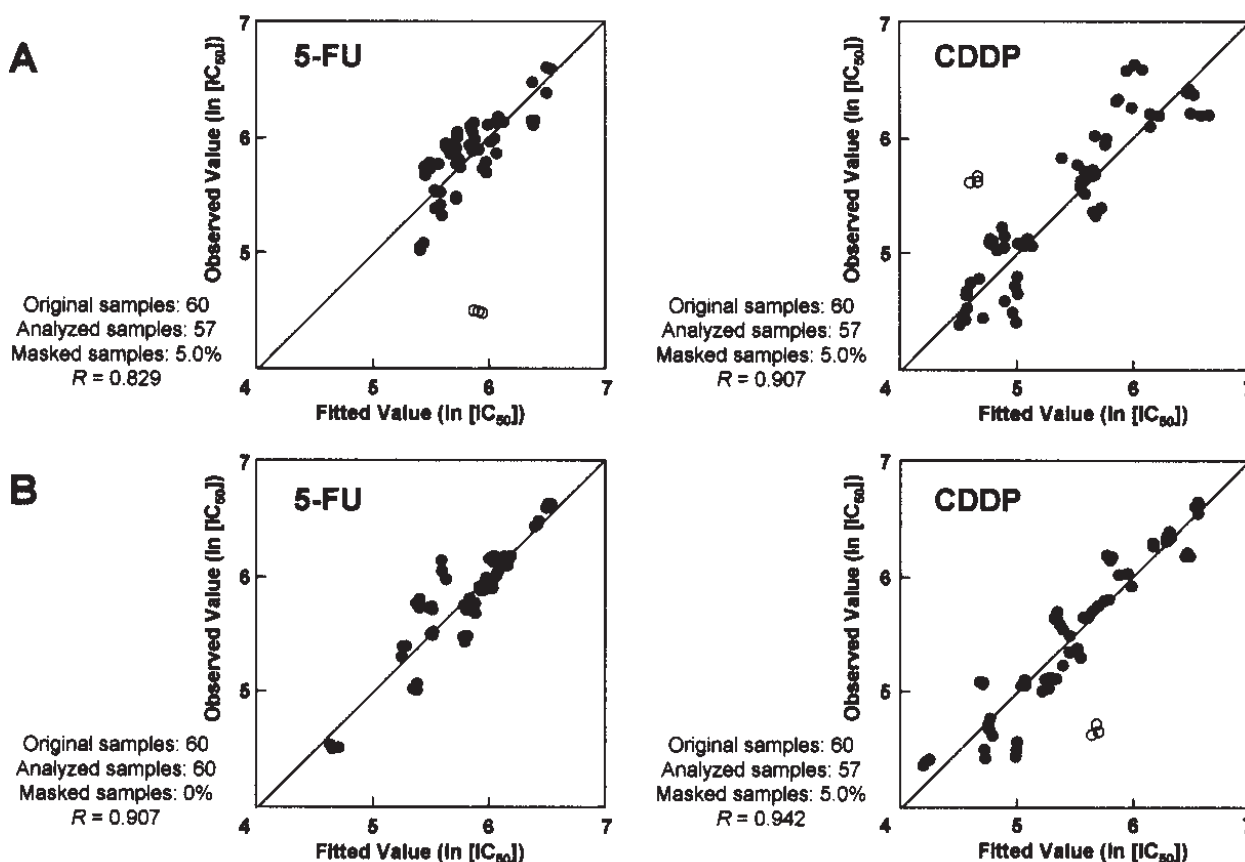 A
5-FU
Observed Value (ln [IC50])
7
6
5
4
5
6
7
Fitted Value (ln [IC50])
Original samples: 60
Analyzed samples: 57
Masked samples: 5.0%
R = 0.829
CDDP
Observed Value (ln [IC50])
7
6
5
4
5
6
7
Fitted Value (ln [IC50])
Original samples: 60
Analyzed samples: 57
Masked samples: 5.0%
R = 0.907
B
5-FU
Observed Value (ln [IC50])
7
6
5
4
5
6
7
Fitted Value (ln [IC50])
Original samples: 60
Analyzed samples: 60
Masked samples: 0%
R = 0.907
CDDP
Observed Value (ln [IC50])
7
6
5
4
5
6
7
Fitted Value (ln [IC50])
Original samples: 60
Analyzed samples: 57
Masked samples: 5.0%
R = 0.942